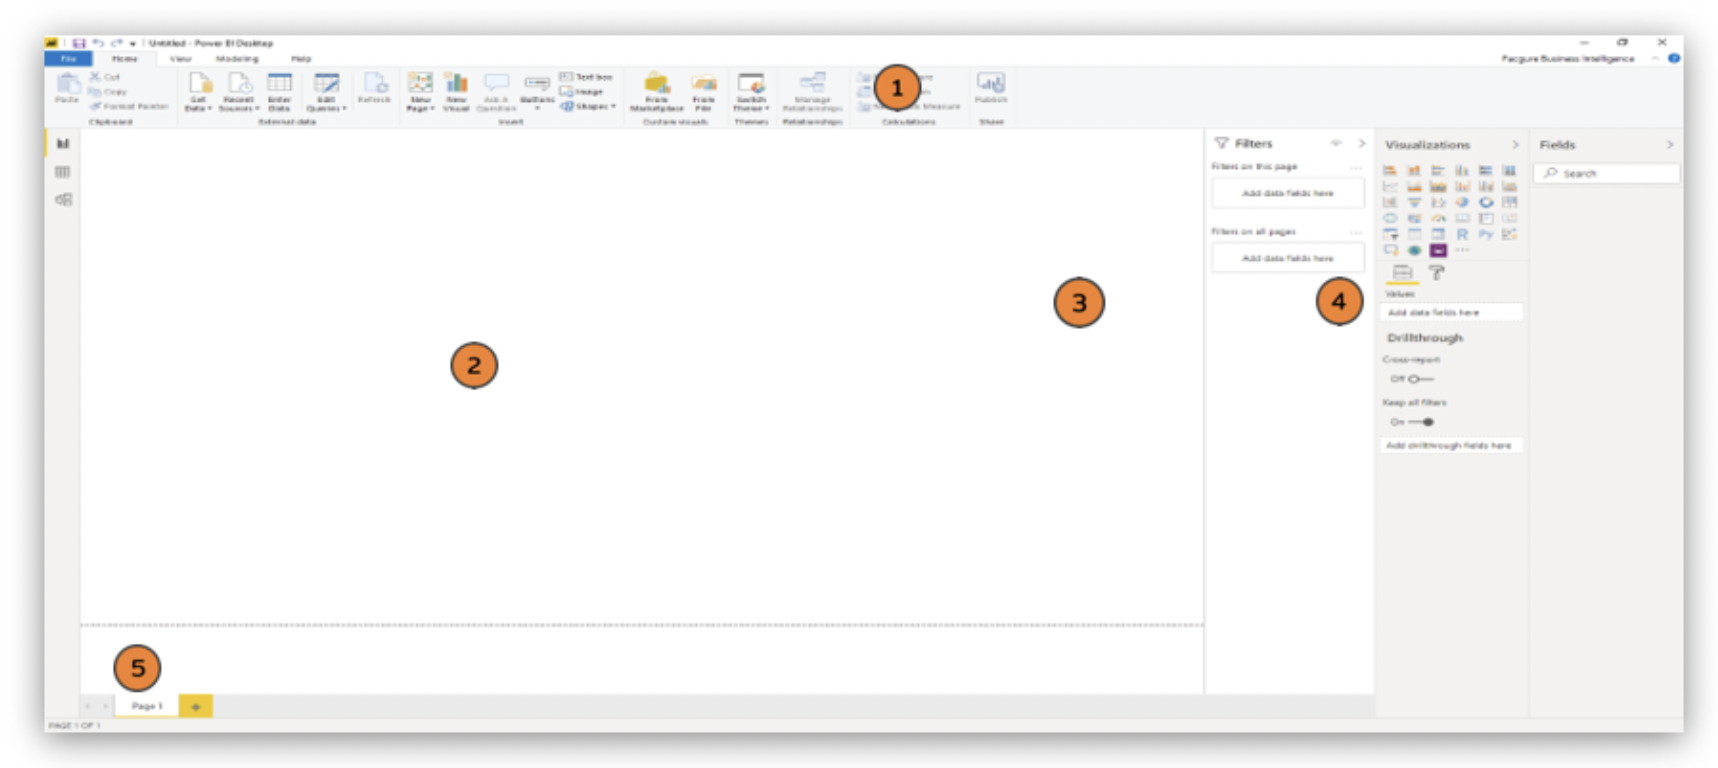 Untitled - Power BI Desktop
File Home View Modeling Help
Pacgure Business Intelligence
Paste
Cut
Copy
Format Painter
Clipboard
Get Data
Recent Sources
Enter Data
Edit Queries
Refresh
External data
New Page
New Visual
Ask A Question
Buttons
Text box
Image
Shapes
Insert
From Marketplace
From File
Custom visuals
Switch Theme
Themes
Manage Relationships
Relationships
1
Measure
Calculations
Publish
Share
Filters
Filters on this page
Add data fields here
Filters on all pages
Add data fields here
Visualizations
R Py
Values
Add data fields here
Drillthrough
Cross-report
Off
Keep all filters
On
Add drillthrough fields here
Fields
Search
2
3
4
5
Page 1
+
PAGE 1 OF 1